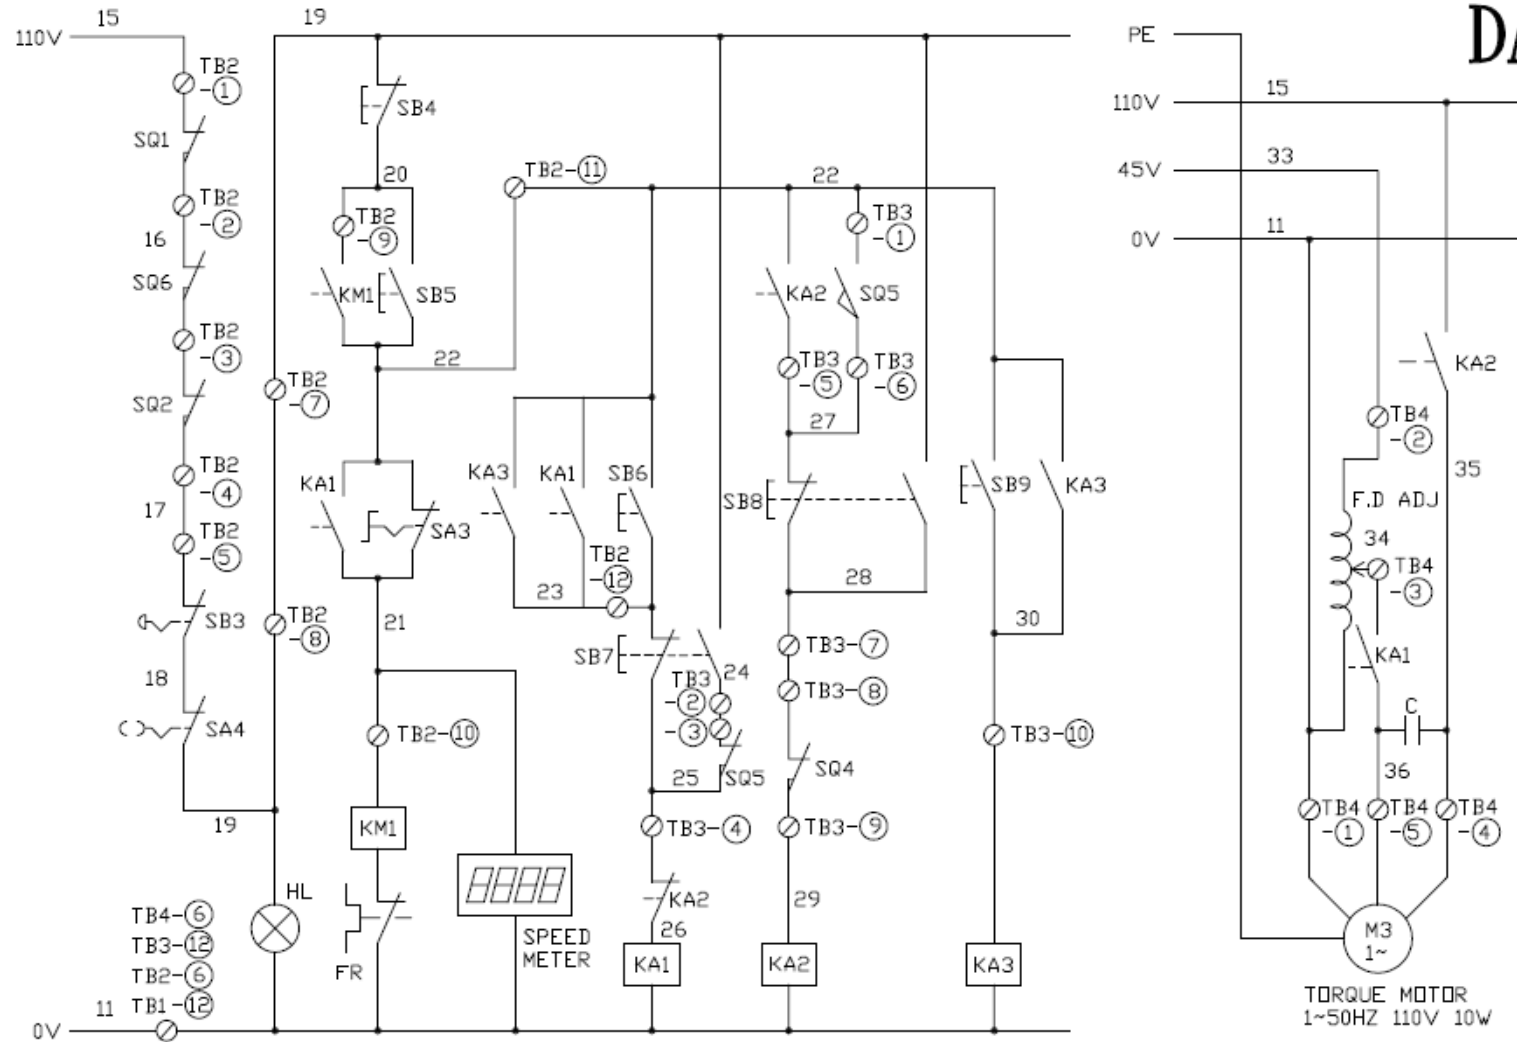 15
19
110V
TB2
-①
SQ1
TB2
-②
16
SQ6
TB2
-③
SQ2
TB2
-④
17
TB2
-⑤
SB3
18
SA4
19
TB2
-⑦
TB2
-⑧
HL
TB4-⑥
TB3-⑫
TB2-⑥
TB1-⑫
11
0V
SB4
20
TB2
-⑨
KM1
SB5
22
KA1
SA3
21
TB2-⑩
KM1
FR
SPEED
METER
TB2-⑪
KA3
KA1
SB6
TB2
-⑫
23
SB7
24
TB3
-②
-③
SQ5
25
TB3-④
KA2
26
KA1
22
TB3
-①
KA2
SQ5
TB3
-⑤
TB3
-⑥
27
SB8
28
TB3-⑦
TB3-⑧
SQ4
TB3-⑨
29
KA2
SB9
KA3
30
TB3-⑩
KA3
DA
PE
15
110V
33
45V
11
0V
KA2
TB4
-②
35
F.D ADJ
34
TB4
-③
KA1
C
36
TB4
-①
TB4
-⑤
TB4
-④
M3
1~
TORQUE MOTOR
1~50HZ 110V 10W